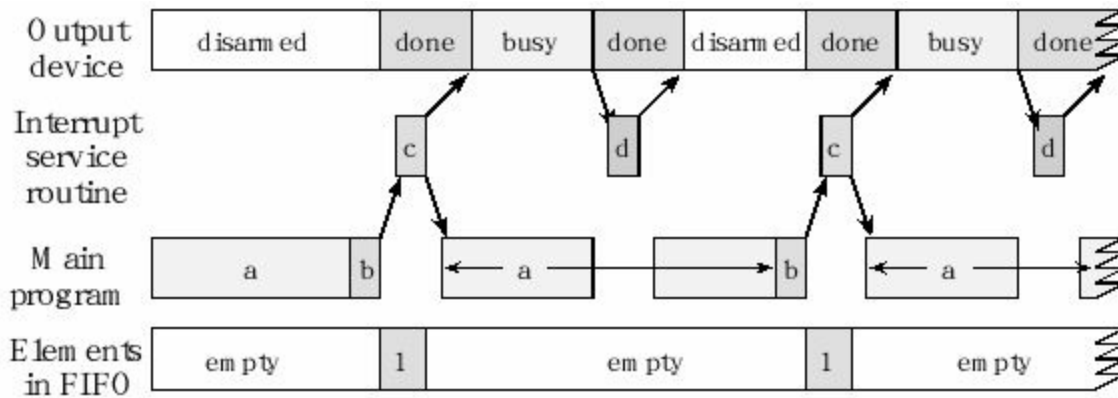 Output device
disarmed done busy done disarmed done busy done
Interrupt service routine
c d c d
Main program
a b a b a
Elements in FIFO
empty 1 empty 1 empty